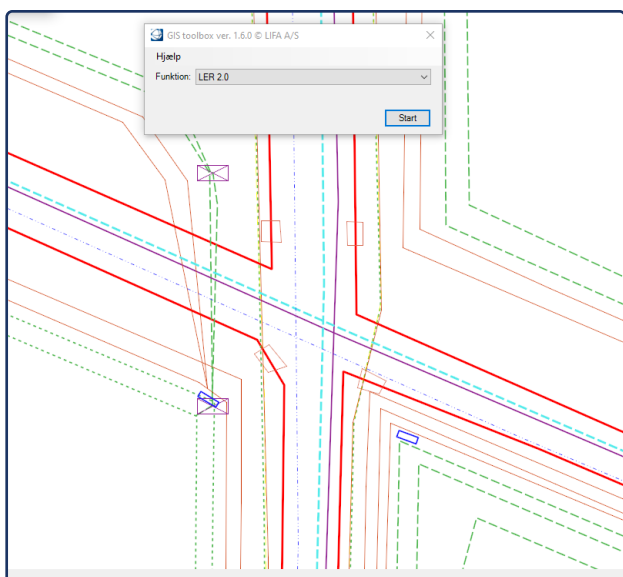 GIS toolbox ver. 1.6.0 © LIFA A/S
Hjælp
Funktion: LER 2.0
Start